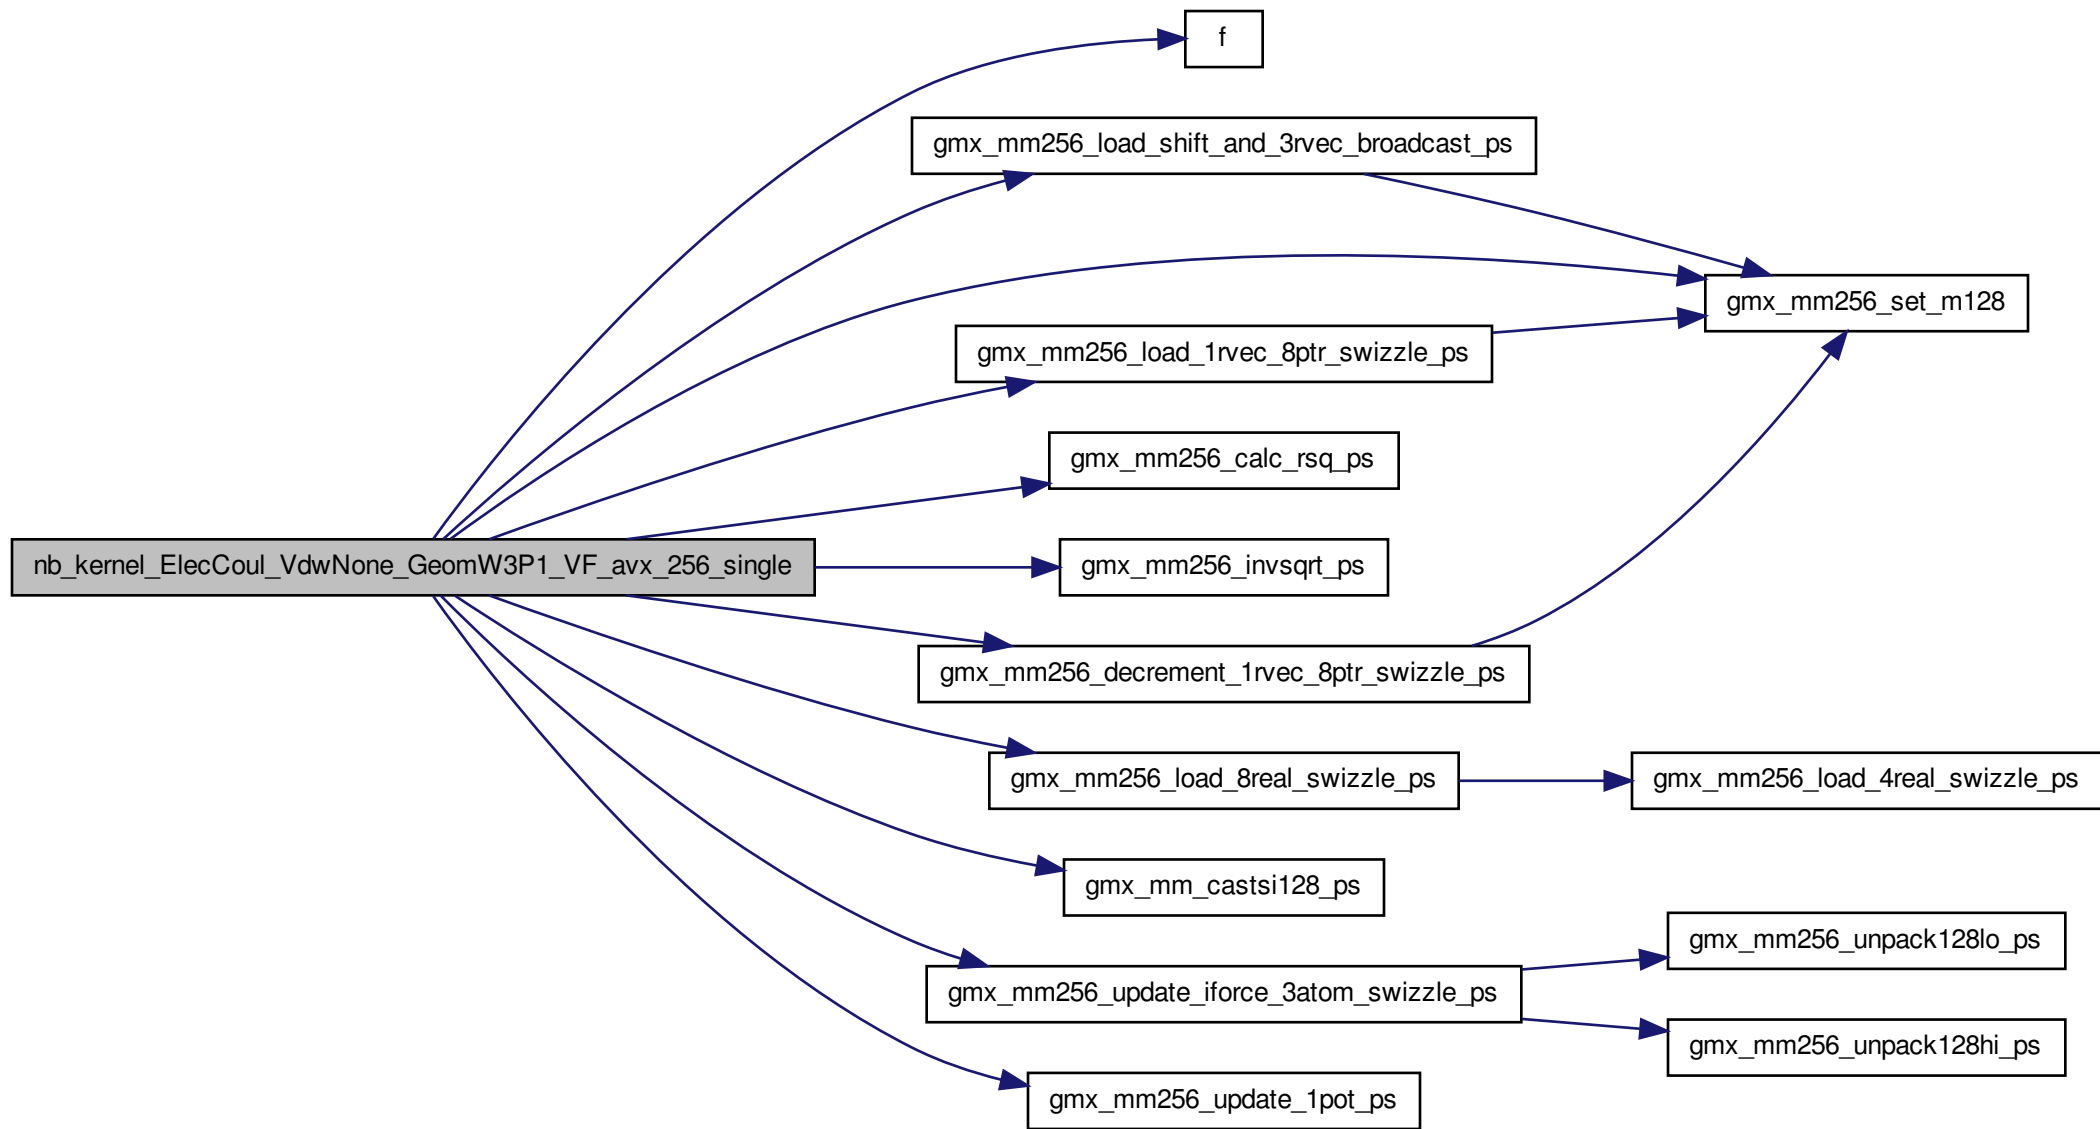 f
gmx_mm256_load_shift_and_3rvec_broadcast_ps
gmx_mm256_set_m128
gmx_mm256_load_1rvec_8ptr_swizzle_ps
gmx_mm256_calc_rsq_ps
nb_kernel_ElecCoul_VdwNone_GeomW3P1_VF_avx_256_single
gmx_mm256_invsqrt_ps
gmx_mm256_decrement_1rvec_8ptr_swizzle_ps
gmx_mm256_load_8real_swizzle_ps
gmx_mm256_load_4real_swizzle_ps
gmx_mm_castsi128_ps
gmx_mm256_unpack128lo_ps
gmx_mm256_update_iforce_3atom_swizzle_ps
gmx_mm256_unpack128hi_ps
gmx_mm256_update_1pot_ps